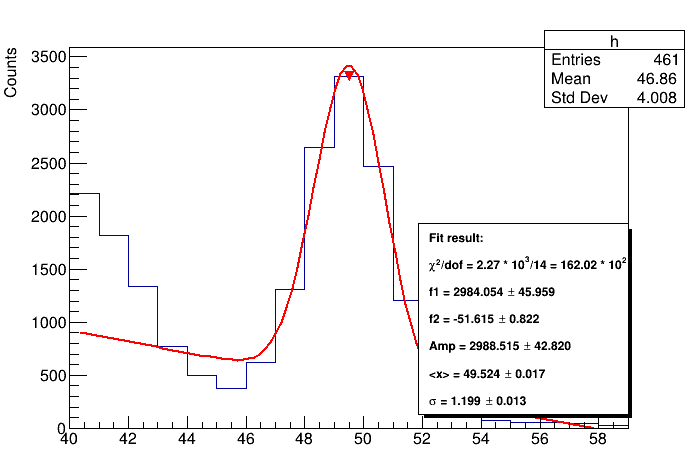 h
Entries 461
Mean 46.86
Std Dev 4.008
Counts
3500
3000
2500
2000
1500
1000
500
0
Fit result:
χ²/dof = 2.27 * 10³/14 = 162.02 * 10²
f1 = 2984.054 ± 45.959
f2 = -51.615 ± 0.822
Amp = 2988.515 ± 42.820
<x> = 49.524 ± 0.017
σ = 1.199 ± 0.013
40 42 44 46 48 50 52 54 56 58